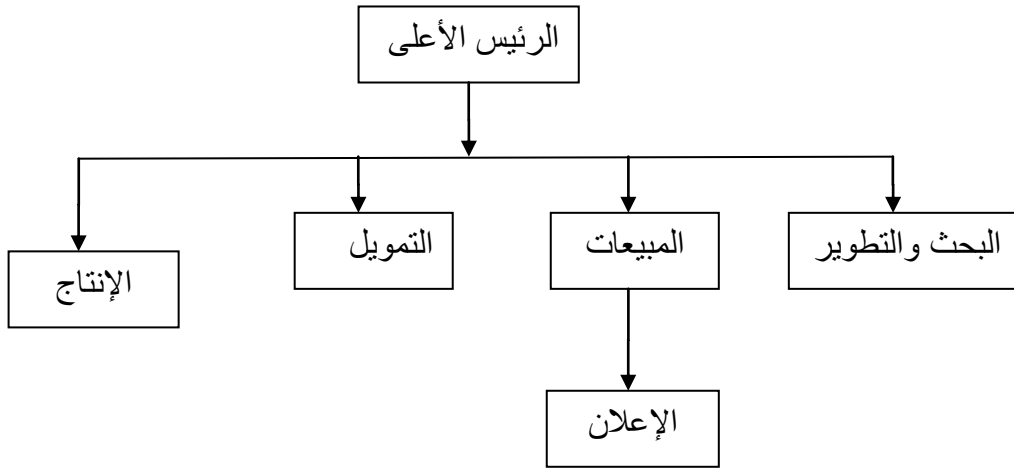 الرئيس الأعلى
البحث والتطوير
المبيعات
التمويل
الإنتاج
الإعلان